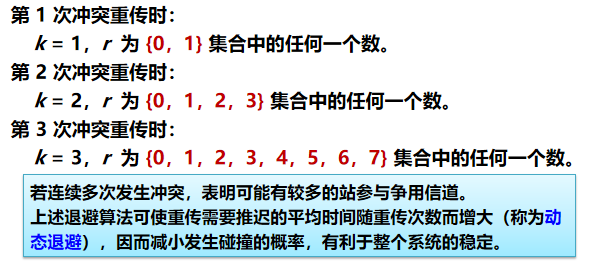 第 1 次冲突重传时：
k = 1，r 为 {0，1} 集合中的任何一个数。
第 2 次冲突重传时：
k = 2，r 为 {0，1，2，3} 集合中的任何一个数。
第 3 次冲突重传时：
k = 3，r 为 {0，1，2，3，4，5，6，7} 集合中的任何一个数。
若连续多次发生冲突，表明可能有较多的站参与争用信道。
上述退避算法可使重传需要推迟的平均时间随重传次数而增大（称为动
态退避），因而减小发生碰撞的概率，有利于整个系统的稳定。